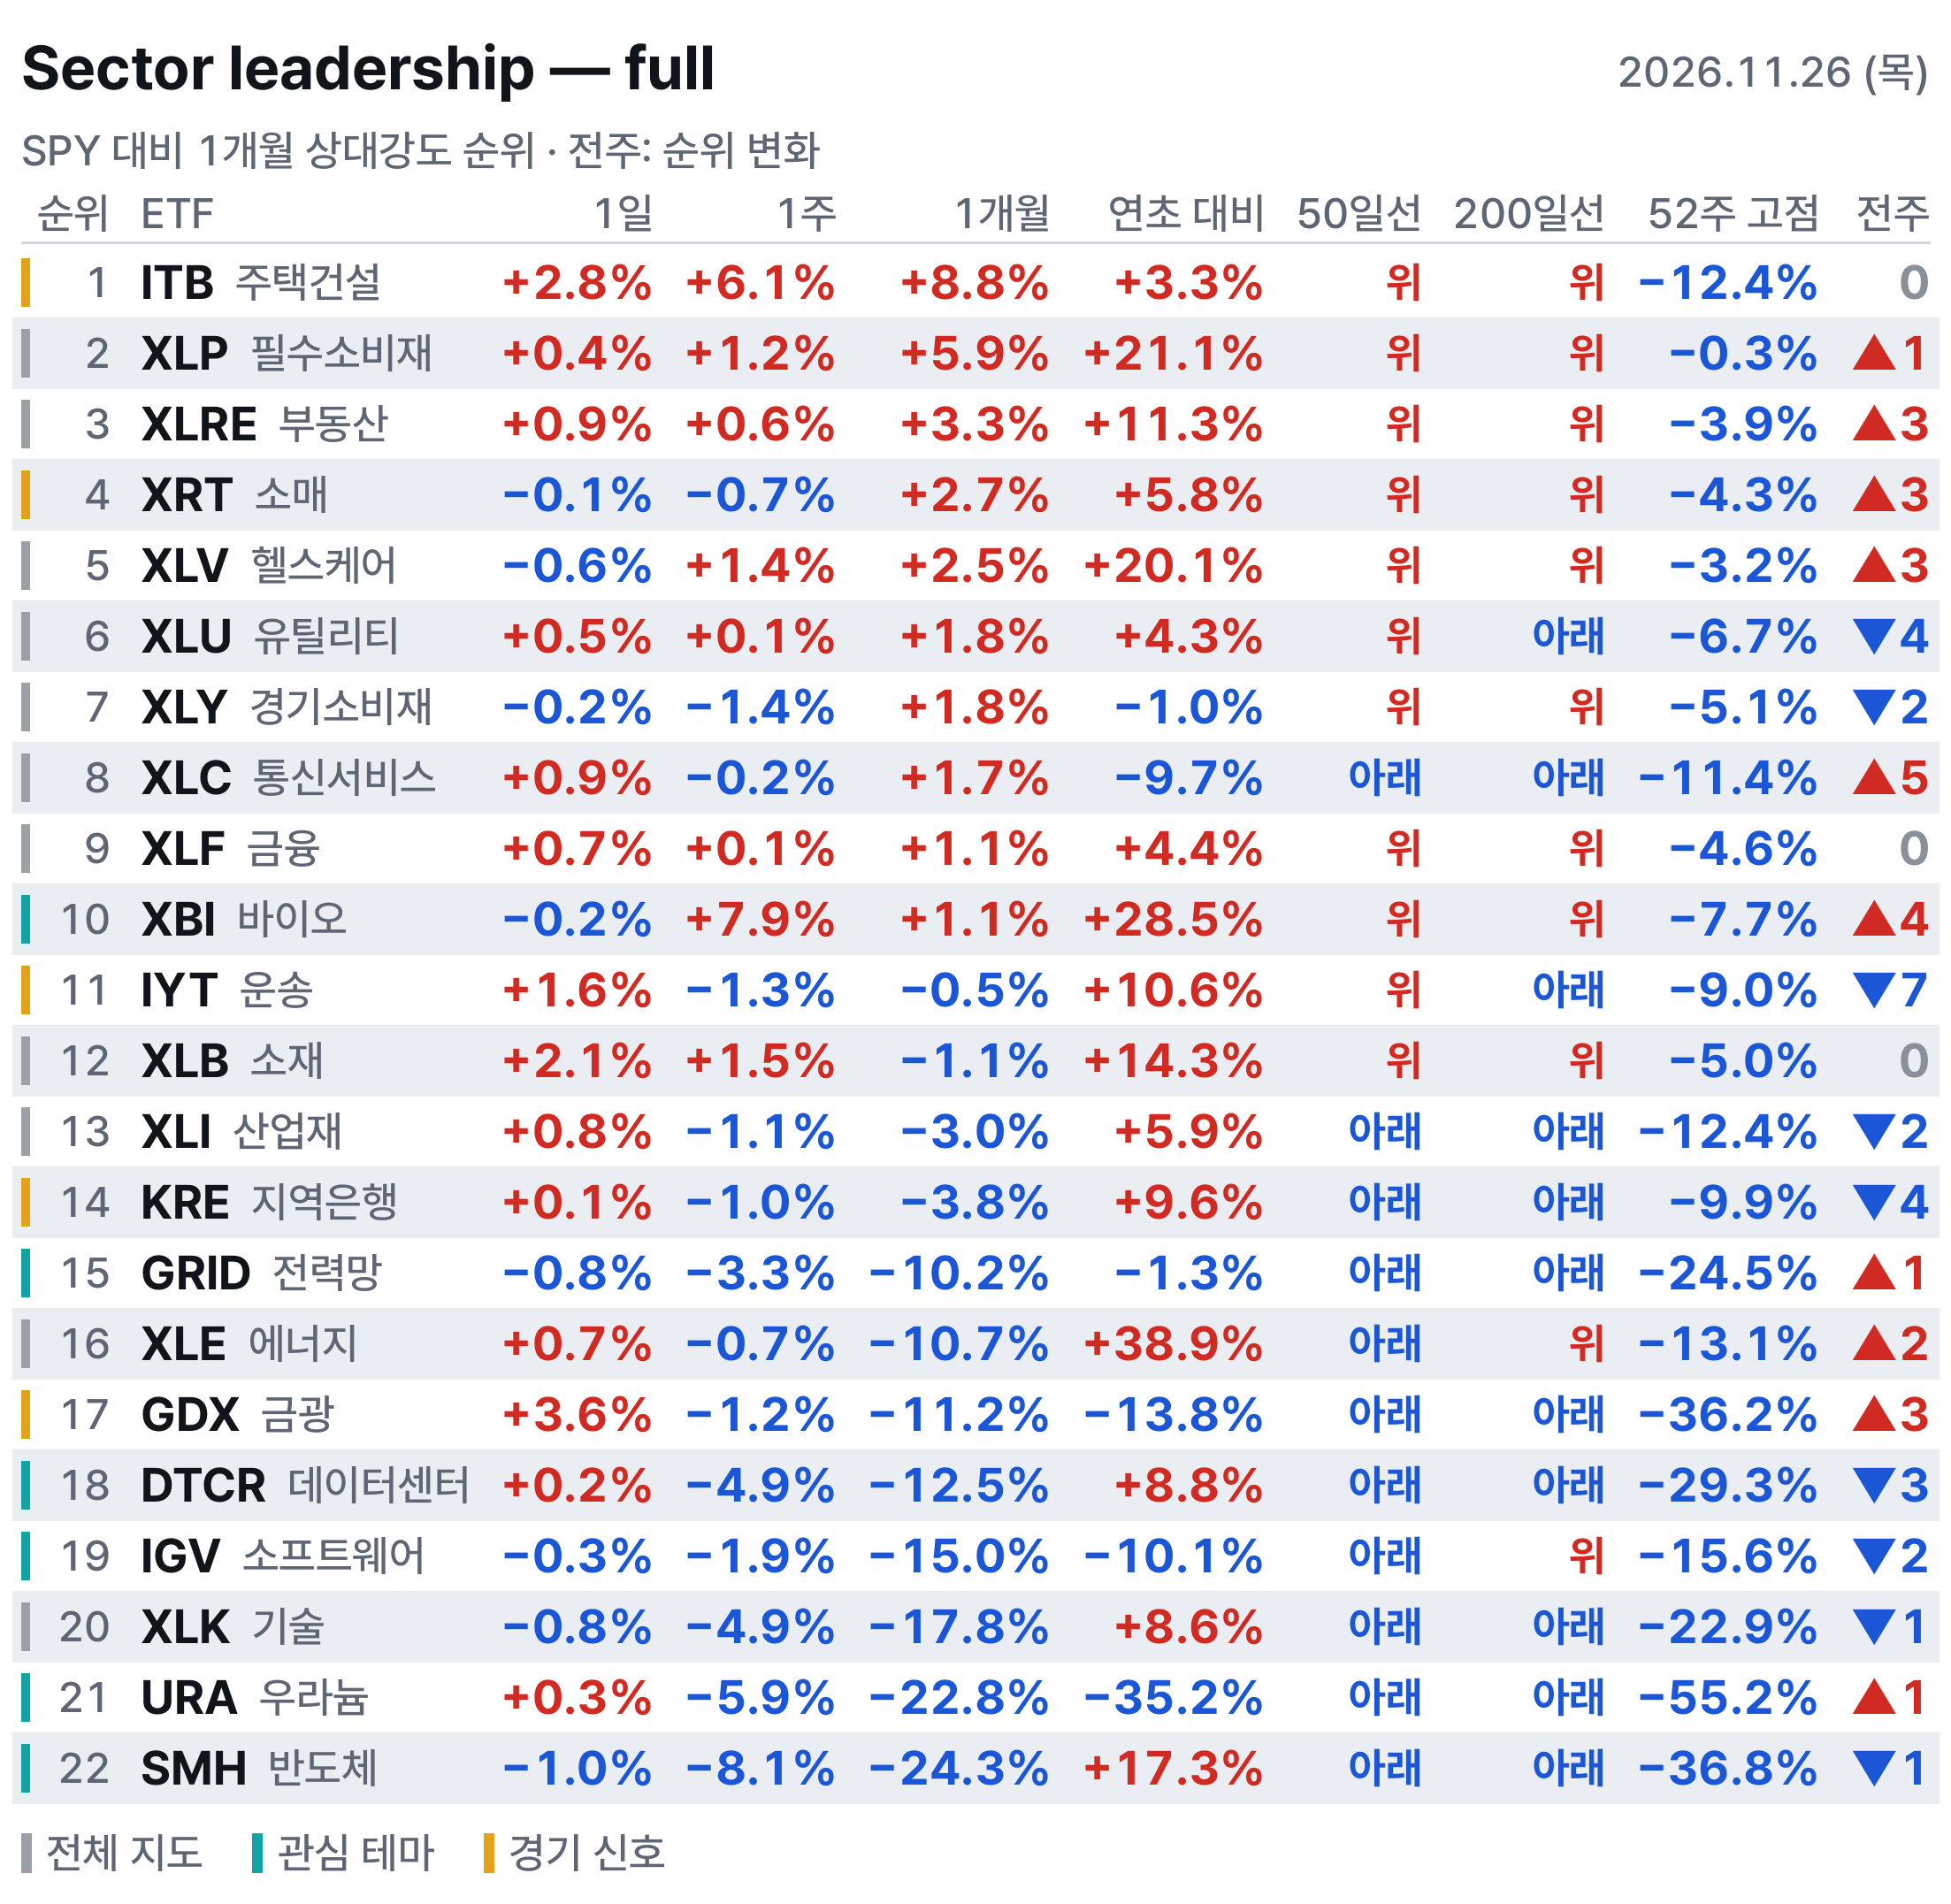 Sector leadership — full 2026.11.26 (목)
SPY 대비 1개월 상대강도 순위 · 전주: 순위 변화
순위 ETF 1일 1주 1개월 연초 대비 50일선 200일선 52주 고점 전주
1 ITB 주택건설 +2.8% +6.1% +8.8% +3.3% 위 위 −12.4% 0
2 XLP 필수소비재 +0.4% +1.2% +5.9% +21.1% 위 위 −0.3% ▲1
3 XLRE 부동산 +0.9% +0.6% +3.3% +11.3% 위 위 −3.9% ▲3
4 XRT 소매 −0.1% −0.7% +2.7% +5.8% 위 위 −4.3% ▲3
5 XLV 헬스케어 −0.6% +1.4% +2.5% +20.1% 위 위 −3.2% ▲3
6 XLU 유틸리티 +0.5% +0.1% +1.8% +4.3% 위 아래 −6.7% ▼4
7 XLY 경기소비재 −0.2% −1.4% +1.8% −1.0% 위 위 −5.1% ▼2
8 XLC 통신서비스 +0.9% −0.2% +1.7% −9.7% 아래 아래 −11.4% ▲5
9 XLF 금융 +0.7% +0.1% +1.1% +4.4% 위 위 −4.6% 0
10 XBI 바이오 −0.2% +7.9% +1.1% +28.5% 위 위 −7.7% ▲4
11 IYT 운송 +1.6% −1.3% −0.5% +10.6% 위 아래 −9.0% ▼7
12 XLB 소재 +2.1% +1.5% −1.1% +14.3% 위 위 −5.0% 0
13 XLI 산업재 +0.8% −1.1% −3.0% +5.9% 아래 아래 −12.4% ▼2
14 KRE 지역은행 +0.1% −1.0% −3.8% +9.6% 아래 아래 −9.9% ▼4
15 GRID 전력망 −0.8% −3.3% −10.2% −1.3% 아래 아래 −24.5% ▲1
16 XLE 에너지 +0.7% −0.7% −10.7% +38.9% 아래 위 −13.1% ▲2
17 GDX 금광 +3.6% −1.2% −11.2% −13.8% 아래 아래 −36.2% ▲3
18 DTCR 데이터센터 +0.2% −4.9% −12.5% +8.8% 아래 아래 −29.3% ▼3
19 IGV 소프트웨어 −0.3% −1.9% −15.0% −10.1% 아래 위 −15.6% ▼2
20 XLK 기술 −0.8% −4.9% −17.8% +8.6% 아래 아래 −22.9% ▼1
21 URA 우라늄 +0.3% −5.9% −22.8% −35.2% 아래 아래 −55.2% ▲1
22 SMH 반도체 −1.0% −8.1% −24.3% +17.3% 아래 아래 −36.8% ▼1
전체 지도 관심 테마 경기 신호